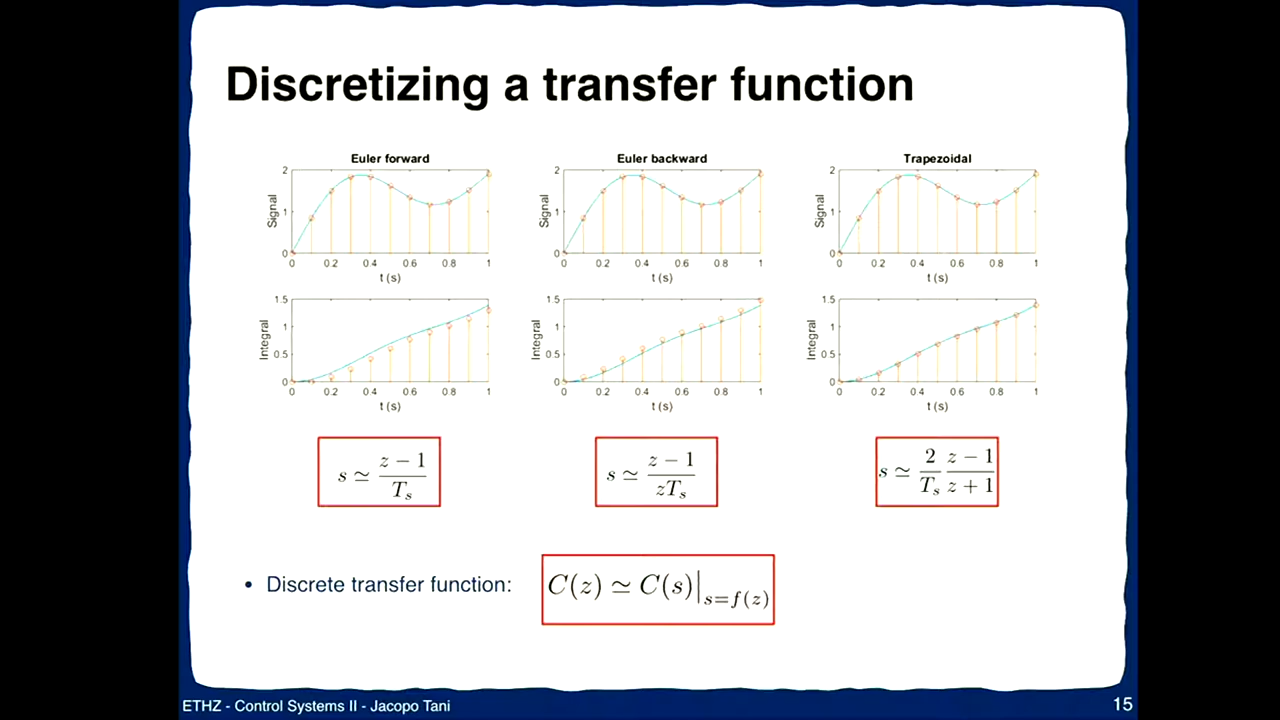 Discretizing a transfer function
Euler forward
Signal
2
1
0
0 0.2 0.4 0.6 0.8 1
t (s)
Integral
1.5
1
0.5
0
0 0.2 0.4 0.6 0.8 1
t (s)
s ≃ z − 1 / T_s
Euler backward
Signal
2
1
0
0 0.2 0.4 0.6 0.8 1
t (s)
Integral
1.5
1
0.5
0
0 0.2 0.4 0.6 0.8 1
t (s)
s ≃ z − 1 / zT_s
Trapezoidal
Signal
2
1
0
0 0.2 0.4 0.6 0.8 1
t (s)
Integral
1.5
1
0.5
0
0 0.2 0.4 0.6 0.8 1
t (s)
s ≃ 2 / T_s z − 1 / z + 1
• Discrete transfer function: C(z) ≃ C(s)|_{s=f(z)}
ETHZ - Control Systems II - Jacopo Tani
15